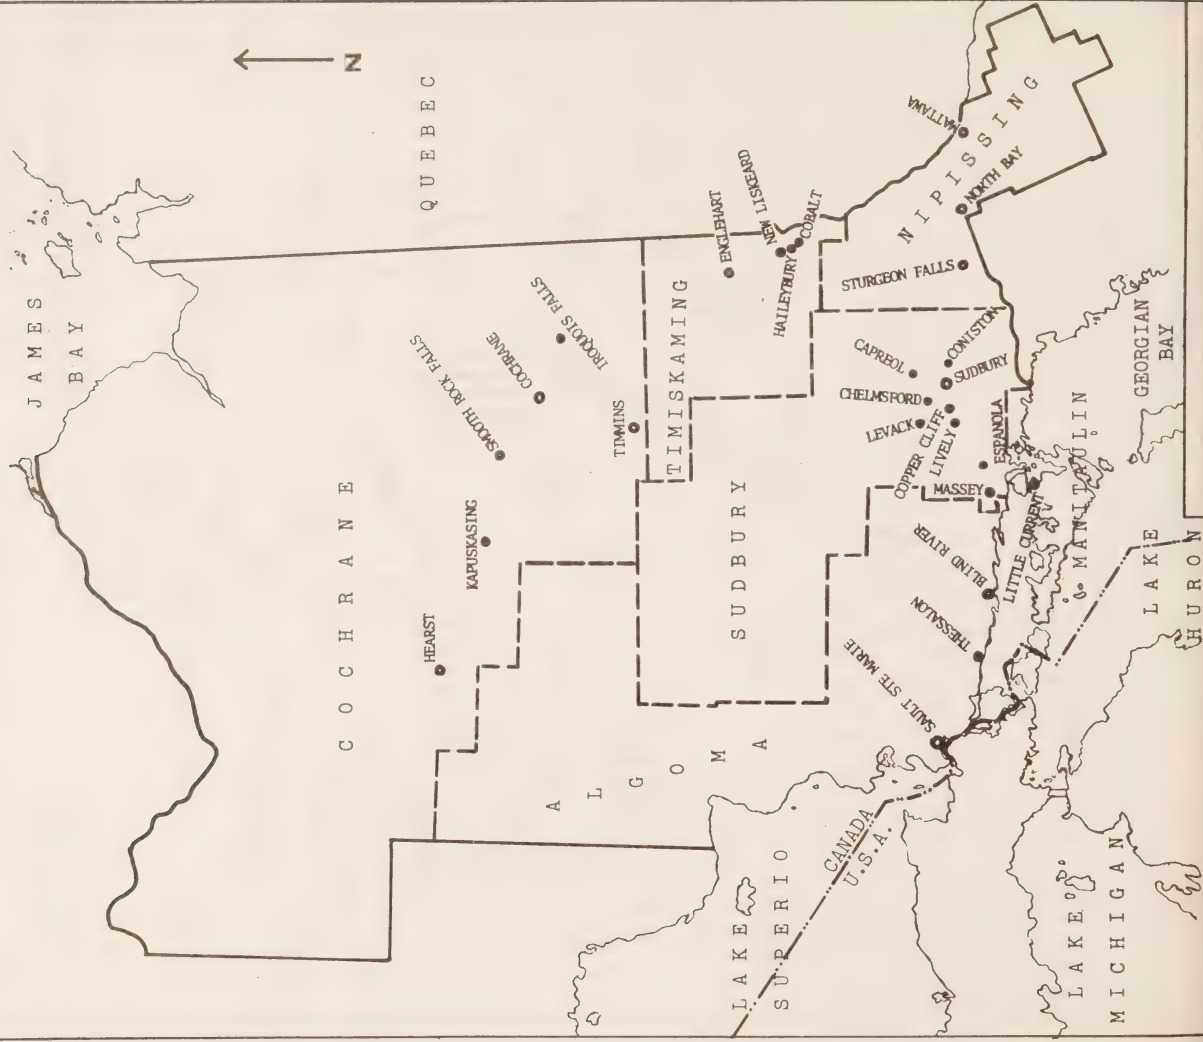 JAMES
BAY
N
QUEBEC
COCHRANE
HEARST
KAPUSKASING
SMOOTH ROCK FALLS
COCHRANE
IROQUOIS FALLS
TIMMINS
ALGOMA
TIMISKAMING
ENGLEHART
NEW LISKEARD
HAILEYBURY
COBALT
SUDBURY
LAKE
SUPERIO
CANADA
U.S.A.
SAULT STE MARIE
THESSALON
BLIND RIVER
MASSEY
ESPANOLA
LEVACK
CHELMSFORD
CAPREOL
COPPER CLIFF
LIVELY
SUDBURY
CONISTON
STURGEON FALLS
NORTH BAY
MATTAWA
NIPISSING
LITTLE CURRENT
MANITAULIN
LAKE
MICHIGAN
LAKE
HURON
GEORGIAN
BAY